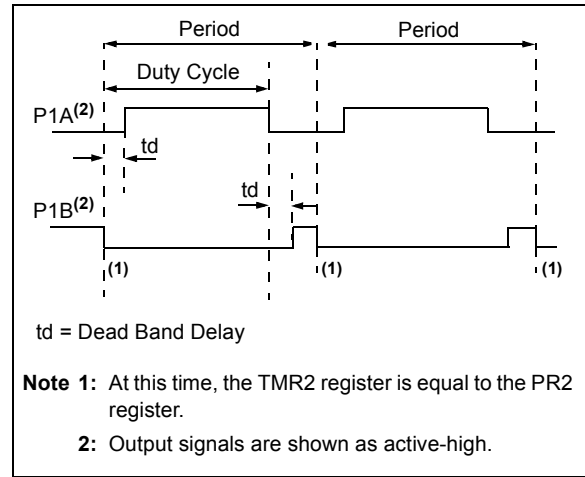 Period Period
Duty Cycle
P1A(2)
td
td
P1B(2)
(1) (1) (1)
td = Dead Band Delay
Note 1: At this time, the TMR2 register is equal to the PR2
register.
2: Output signals are shown as active-high.